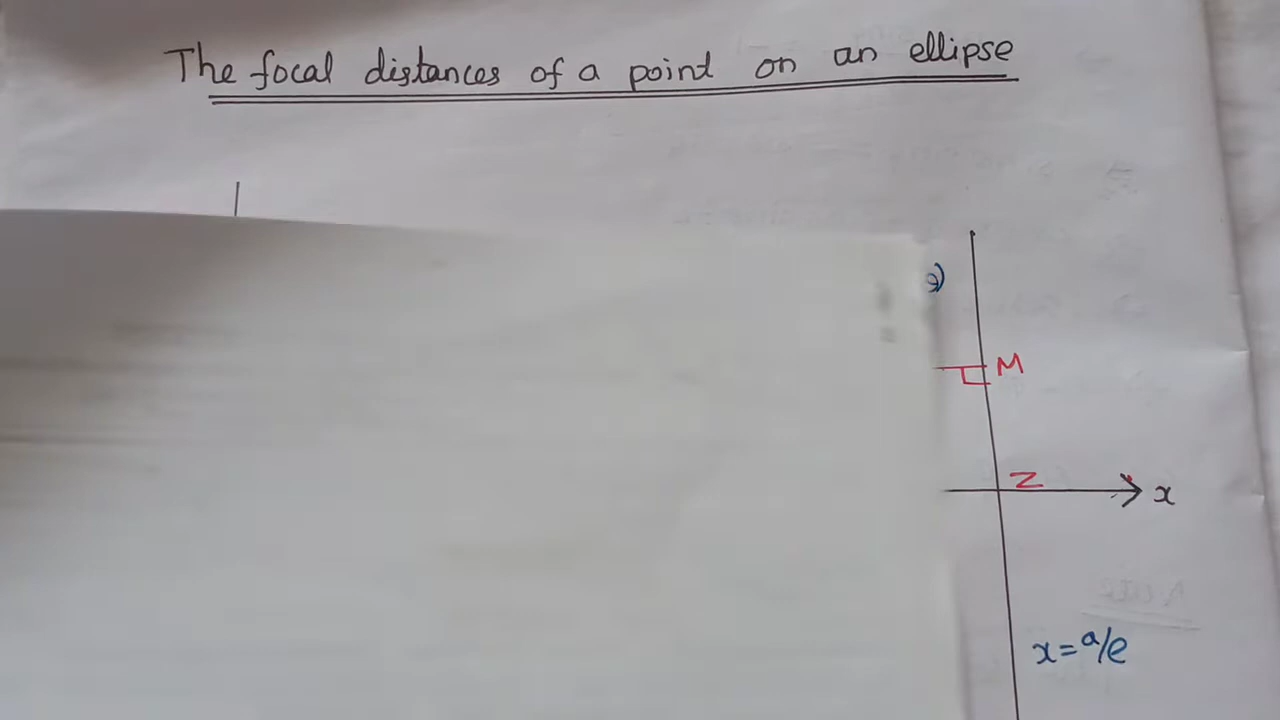 The focal distances of a point on an ellipse
M
Z
x
x = a/e